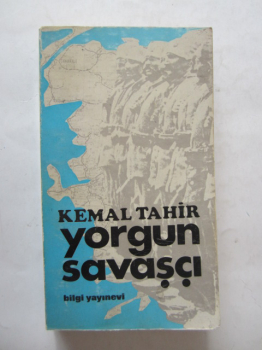 KEMAL TAHİR
yorgun
savaşçı
bilgi yayınevi